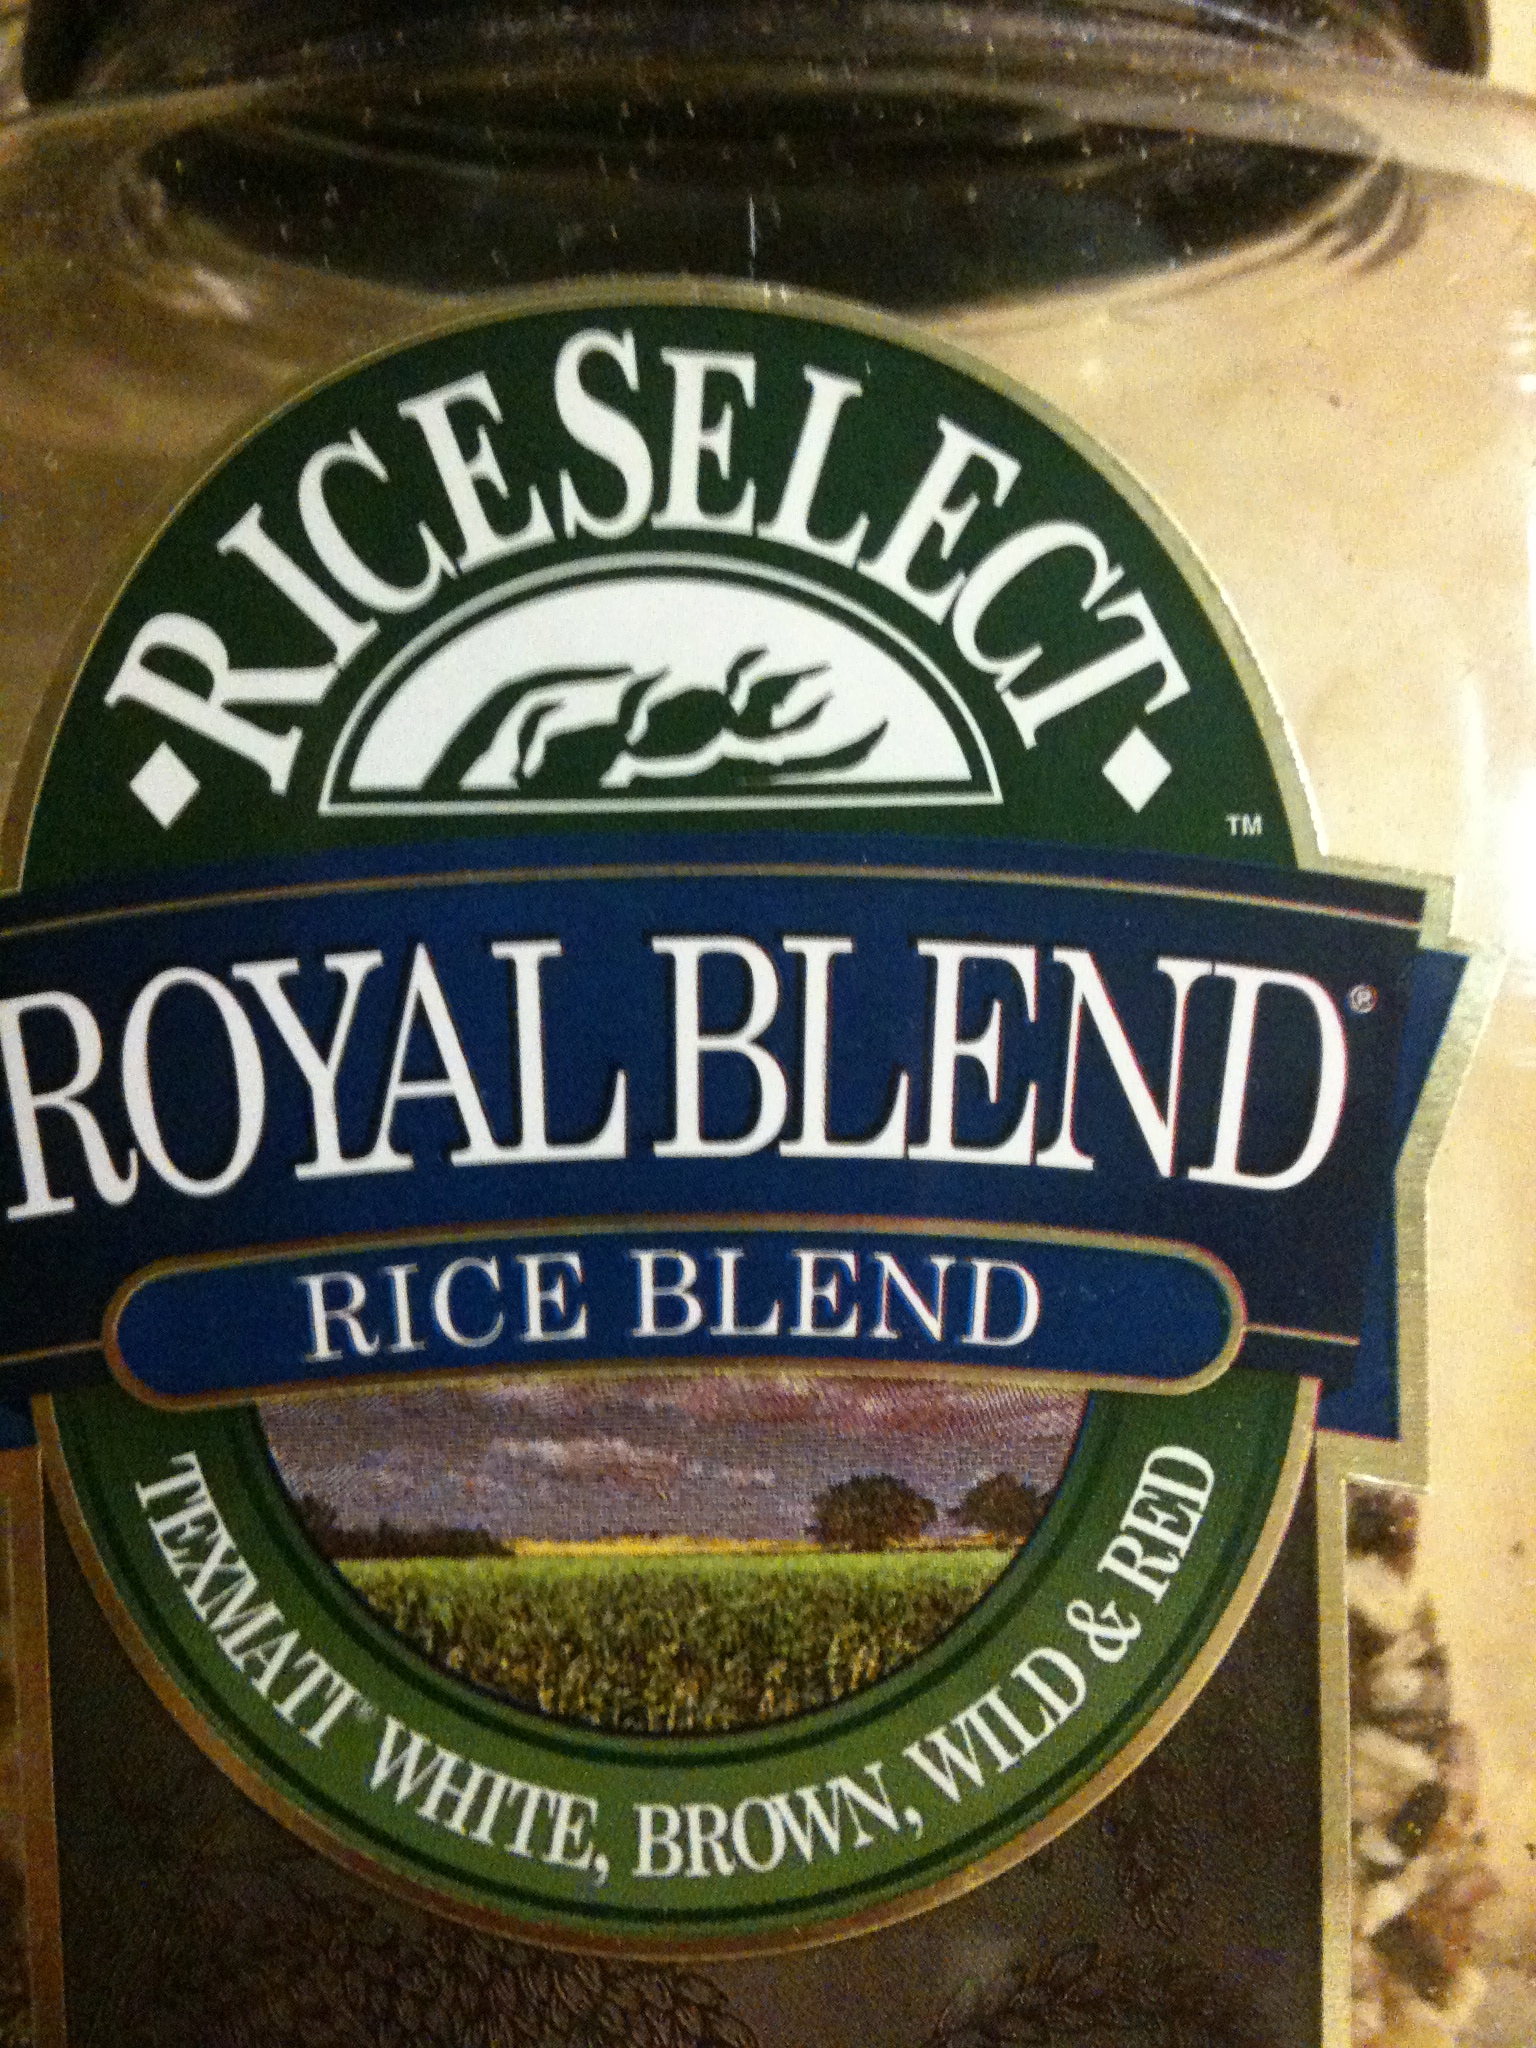 RICESELECT
TM
ROYAL BLEND®
RICE BLEND
TEXMATI® WHITE, BROWN, WILD & RED